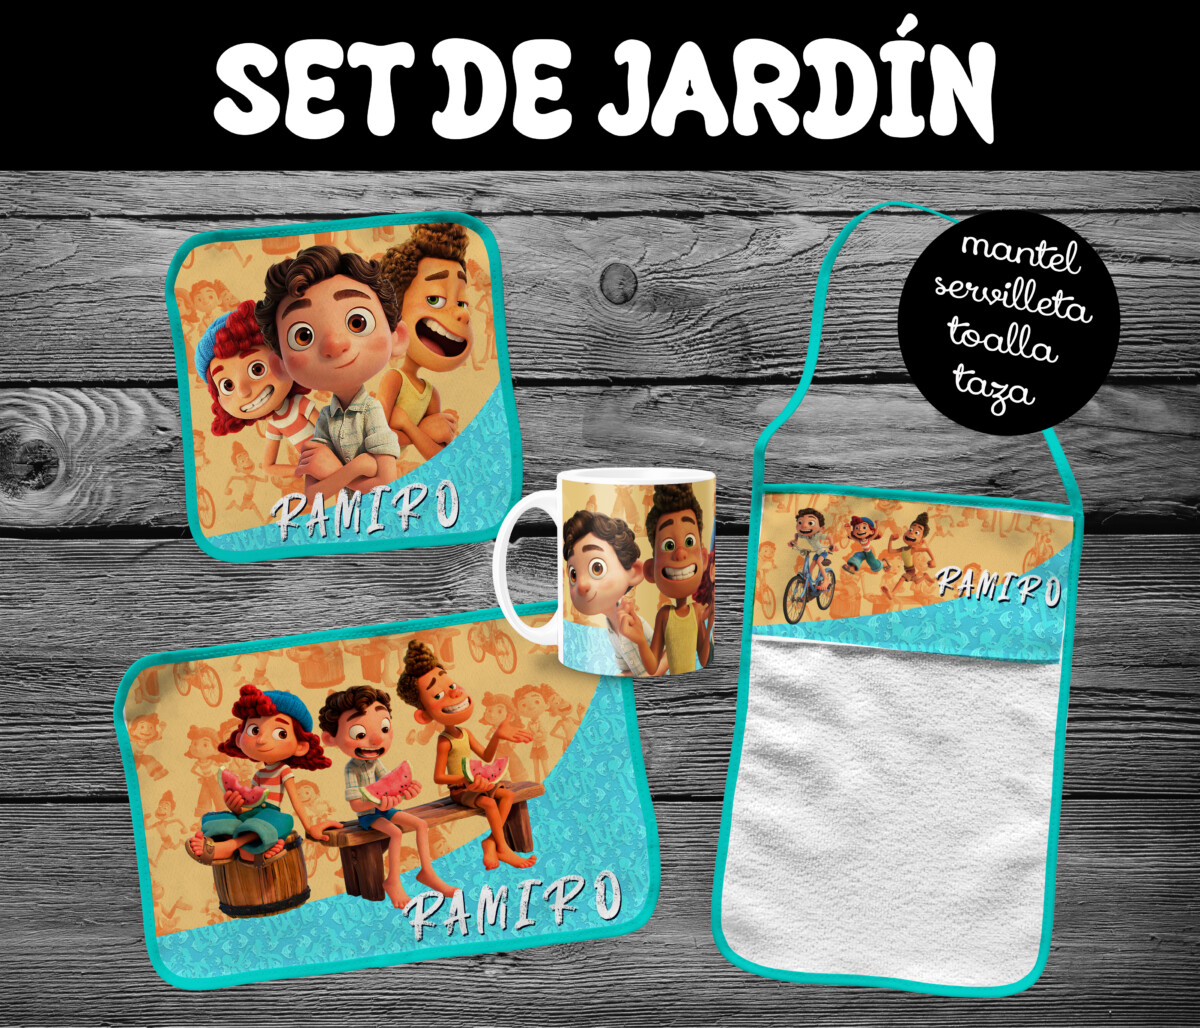 SET DE JARDÍN
mantel
servilleta
toalla
taza
RAMIRO
RAMIRO
RAMIRO